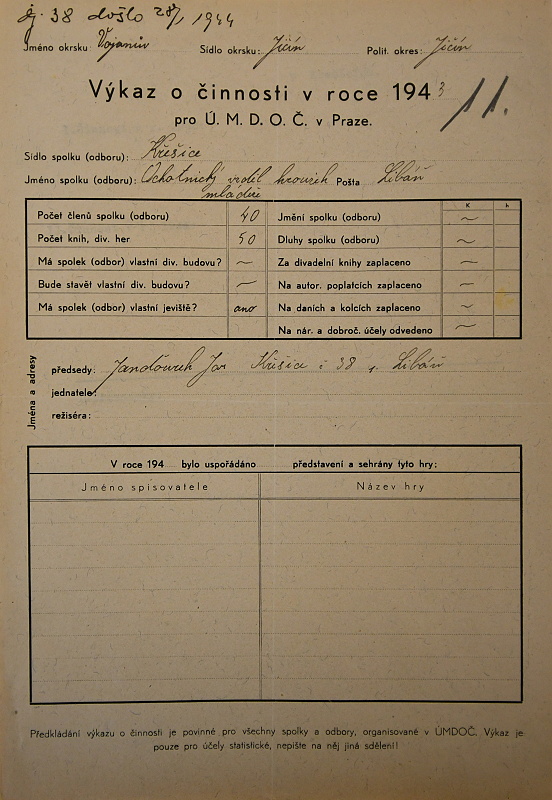 čj. 38 došlo 28/1 1944
Jméno okrsku: Vojanův Sídlo okrsku: Jičín Polit. okres: Jičín
Výkaz o činnosti v roce 1943
11.
pro Ú. M. D. O. Č. v Praze.
Sídlo spolku (odboru): Křešice
Jméno spolku (odboru): Ochotnický kroužek Pošta Libáň
mládeže
K h
Počet členů spolku (odboru) 40 Jmění spolku (odboru) —
Počet knih, div. her 50 Dluhy spolku (odboru) —
Má spolek (odbor) vlastní div. budovu? — Za divadelní knihy zaplaceno —
Bude stavět vlastní div. budovu? — Na autor. poplatcích zaplaceno —
Má spolek (odbor) vlastní jeviště? ano Na daních a kolcích zaplaceno —
Na nár. a dobroč. účely odvedeno —
Jména a adresy
předsedy: Jandourek Jar Křešice č 38 p. Libáň
jednatele:
režiséra:
V roce 194 bylo uspořádáno představení a sehrány tyto hry:
Jméno spisovatele Název hry
Předkládání výkazu o činnosti je povinné pro všechny spolky a odbory, organisované v ÚMDOČ. Výkaz je
pouze pro účely statistické, nepište na něj jiná sdělení!